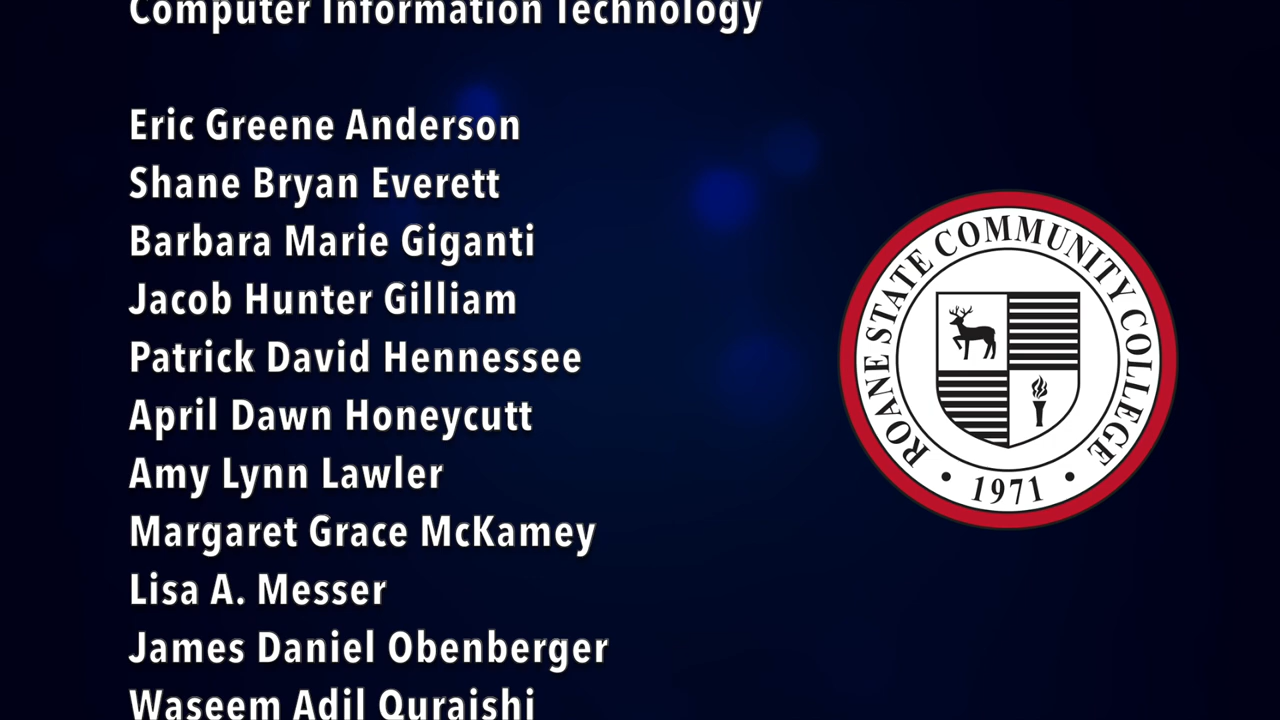 Computer Information Technology
Eric Greene Anderson
Shane Bryan Everett
Barbara Marie Giganti
Jacob Hunter Gilliam
Patrick David Hennessee
April Dawn Honeycutt
Amy Lynn Lawler
Margaret Grace McKamey
Lisa A. Messer
James Daniel Obenberger
Waseem Adil Quraishi
ROANE STATE COMMUNITY COLLEGE
• 1971 •